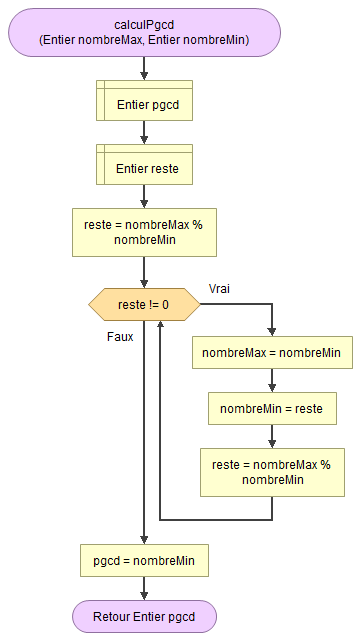 calculPgcd
(Entier nombreMax, Entier nombreMin)
Entier pgcd
Entier reste
reste = nombreMax %
nombreMin
reste != 0
Vrai
Faux
nombreMax = nombreMin
nombreMin = reste
reste = nombreMax %
nombreMin
pgcd = nombreMin
Retour Entier pgcd